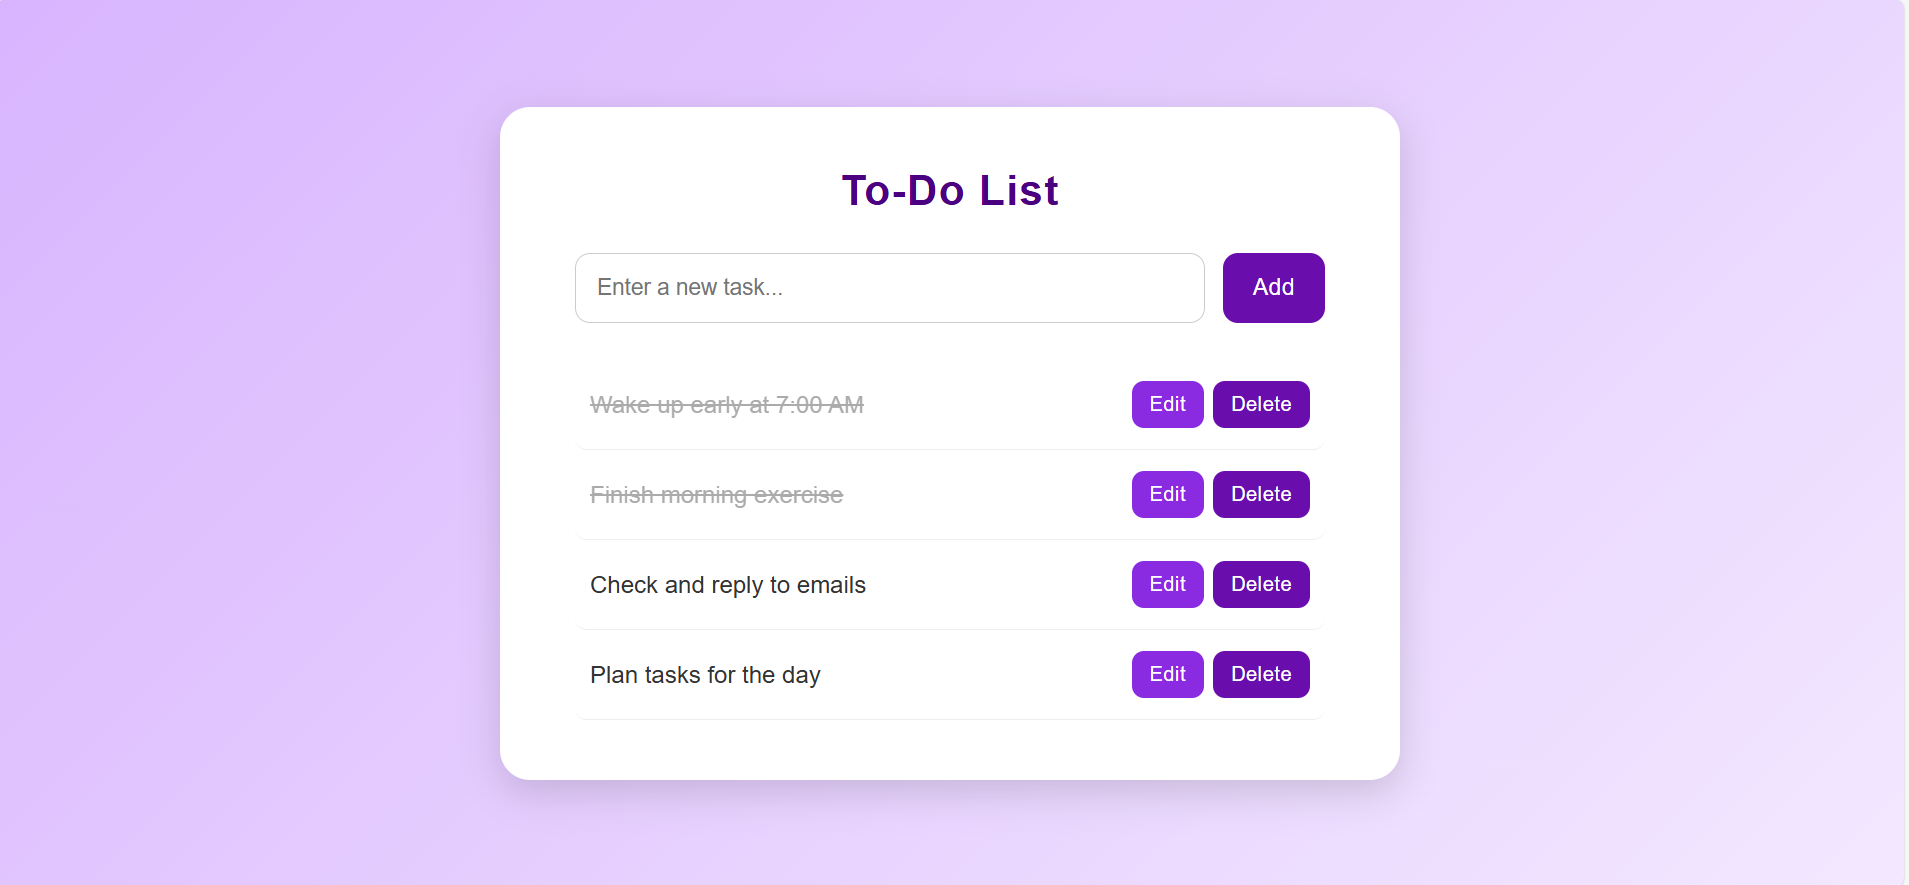 To-Do List
Enter a new task... Add
Wake up early at 7:00 AM Edit Delete
Finish morning exercise Edit Delete
Check and reply to emails Edit Delete
Plan tasks for the day Edit Delete